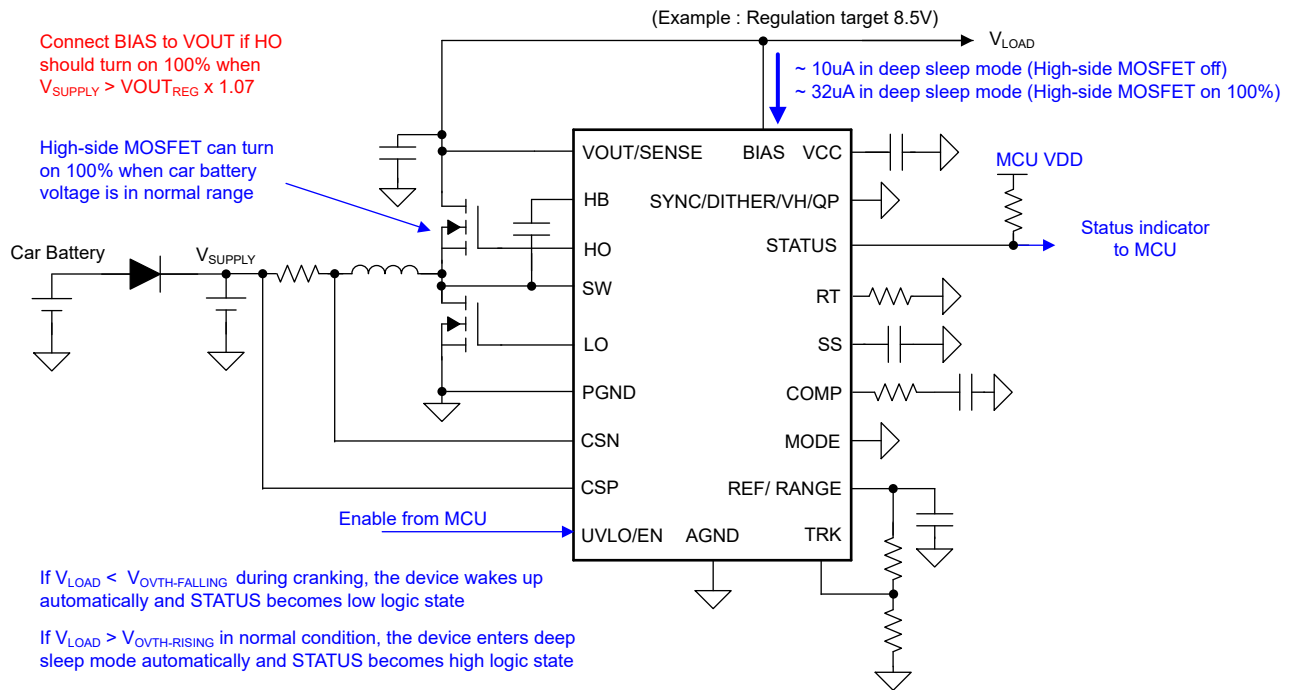 (Example : Regulation target 8.5V)
Connect BIAS to VOUT if HO
should turn on 100% when
VSUPPLY > VOUTREG x 1.07
VLOAD
~ 10uA in deep sleep mode (High-side MOSFET off)
~ 32uA in deep sleep mode (High-side MOSFET on 100%)
High-side MOSFET can turn
on 100% when car battery
voltage is in normal range
VOUT/SENSE
BIAS
VCC
MCU VDD
HB
SYNC/DITHER/VH/QP
HO
STATUS
Status indicator
to MCU
Car Battery
VSUPPLY
SW
RT
LO
SS
PGND
COMP
CSN
MODE
CSP
REF/ RANGE
Enable from MCU
UVLO/EN
AGND
TRK
If VLOAD < VOVTH-FALLING during cranking, the device wakes up
automatically and STATUS becomes low logic state
If VLOAD > VOVTH-RISING in normal condition, the device enters deep
sleep mode automatically and STATUS becomes high logic state